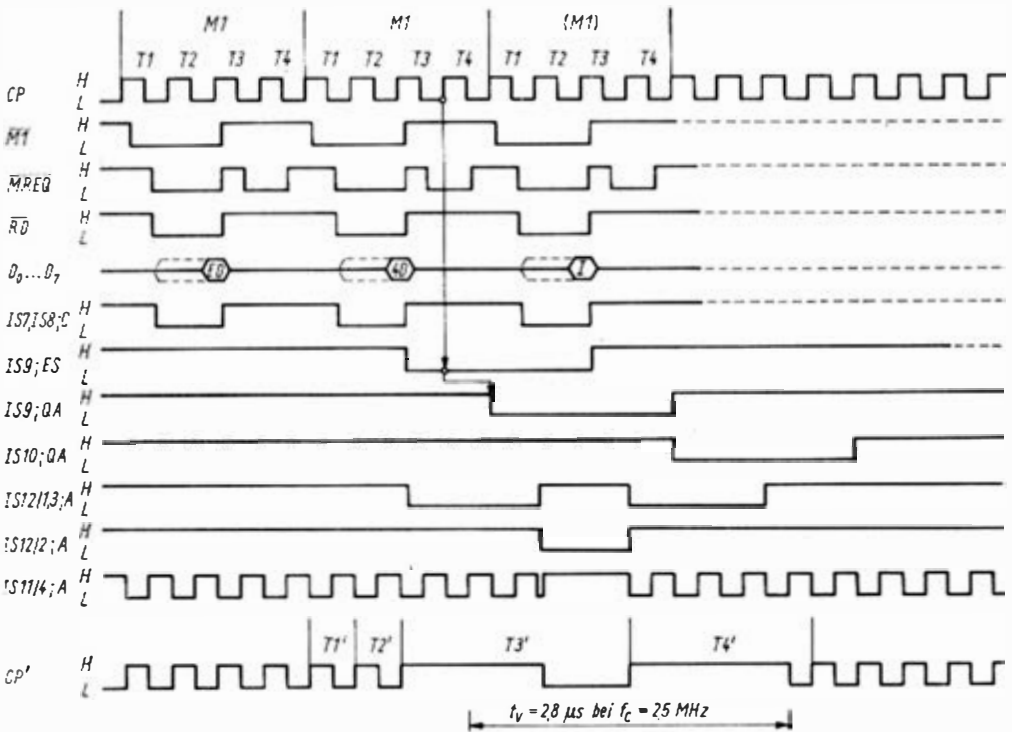 M1 M1 (M1)
T1 T2 T3 T4 T1 T2 T3 T4 T1 T2 T3 T4
CP H L
M1 H L
MREQ H L
RD H L
D0...D7 ED 4D I
IS7,IS8;C H L
IS9;ES H L
IS9;QA H L
IS10;QA H L
IS12/1,3;A H L
IS12/2;A H L
IS11/4;A H L
T1' T2' T3' T4'
CP' H L
tv = 2,8 µs bei fc = 2,5 MHz